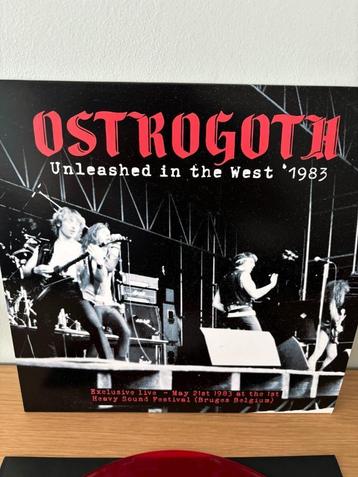 OSTROGOTH
Unleashed in the West '1983
Exclusive live - May 21st 1983 at the 1st
Heavy Sound Festival (Bruges Belgium)